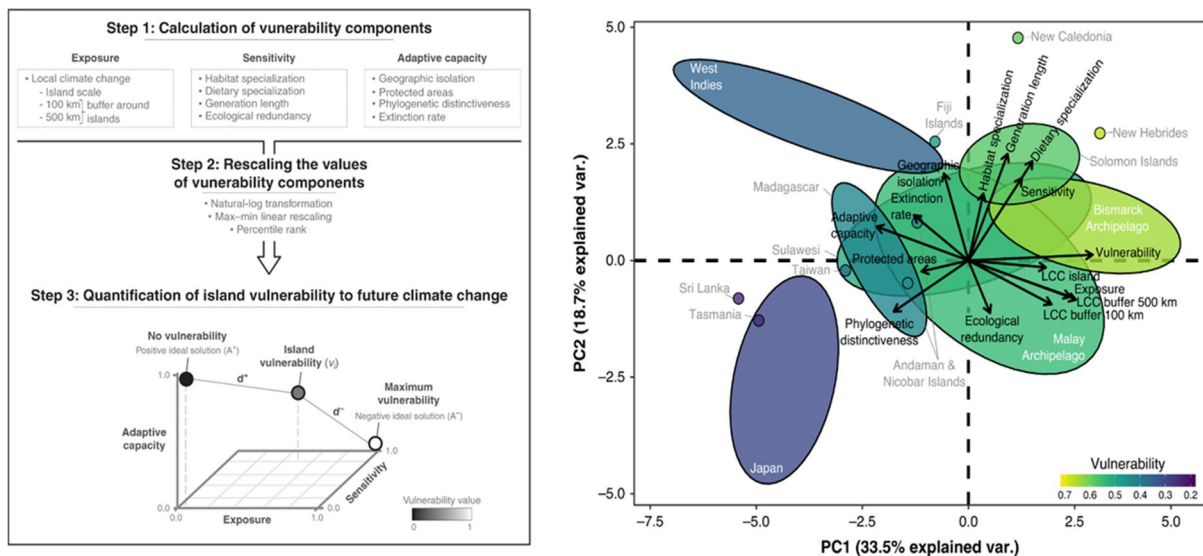 Step 1: Calculation of vunerability components
Exposure
• Local climate change
- Island scale
- 100 km buffer around
- 500 km islands
Sensitivity
• Habitat specialization
• Dietary specialization
• Generation length
• Ecological redundancy
Adaptive capacity
• Geographic isolation
• Protected areas
• Phylogenetic distinctiveness
• Extinction rate
Step 2: Rescaling the values
of vunerability components
• Natural-log transformation
• Max–min linear rescaling
• Percentile rank
Step 3: Quantification of island vulnerability to future climate change
No vulnerability
Positive ideal solution (A⁺)
Island
vulnerability (vᵢ)
Maximum
vulnerability
Negative ideal solution (A⁻)
d⁺
d⁻
1.0
Adaptive
capacity
0.0
0.0
Exposure
1.0
Sensitivity
1.0
Vulnerability value
0
1
PC2 (18.7% explained var.)
5.0
2.5
0.0
−2.5
−5.0
West
Indies
Fiji
Islands
New Caledonia
New Hebrides
Solomon Islands
Habitat specialization
Generation length
Dietary specialization
Sensitivity
Geographic
isolation
Extinction
rate
Madagascar
Adaptive
capacity
Bismarck
Archipelago
Vulnerability
Sulawesi
Taiwan
Protected areas
LCC island
Exposure
LCC buffer 500 km
LCC buffer 100 km
Sri Lanka
Tasmania
Phylogenetic
distinctiveness
Ecological
redundancy
Malay
Archipelago
Andaman &
Nicobar Islands
Japan
Vulnerability
0.7 0.6 0.5 0.4 0.3 0.2
−7.5 −5.0 −2.5 0.0 2.5 5.0
PC1 (33.5% explained var.)